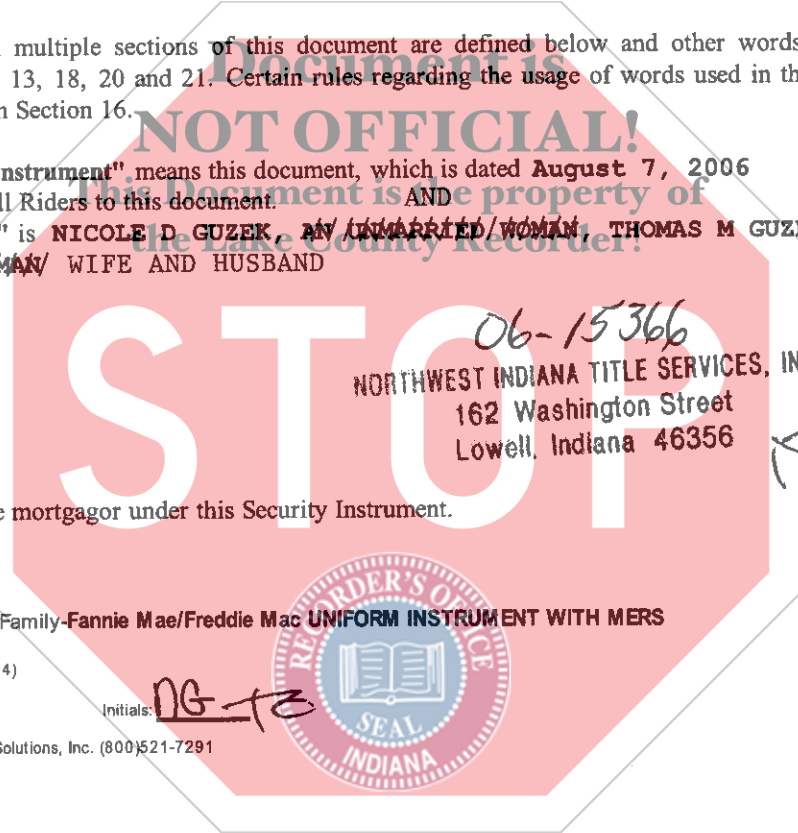 multiple sections of this document are defined below and other words
13, 18, 20 and 21. Certain rules regarding the usage of words used in th
n Section 16.
Document is
NOT OFFICIAL!
This Document is the property of
the Lake County Recorder!
nstrument" means this document, which is dated August 7, 2006
ll Riders to this document.
AND
" is NICOLE D GUZEK, AN UNMARRIED WOMAN, THOMAS M GUZ
MAN WIFE AND HUSBAND
STOP
06-15366
NORTHWEST INDIANA TITLE SERVICES, IN
162 Washington Street
Lowell, Indiana 46356
e mortgagor under this Security Instrument.
Family-Fannie Mae/Freddie Mac UNIFORM INSTRUMENT WITH MERS
4)
Initials:
Solutions, Inc. (800)521-7291
RECORDER'S OFFICE
SEAL
INDIANA